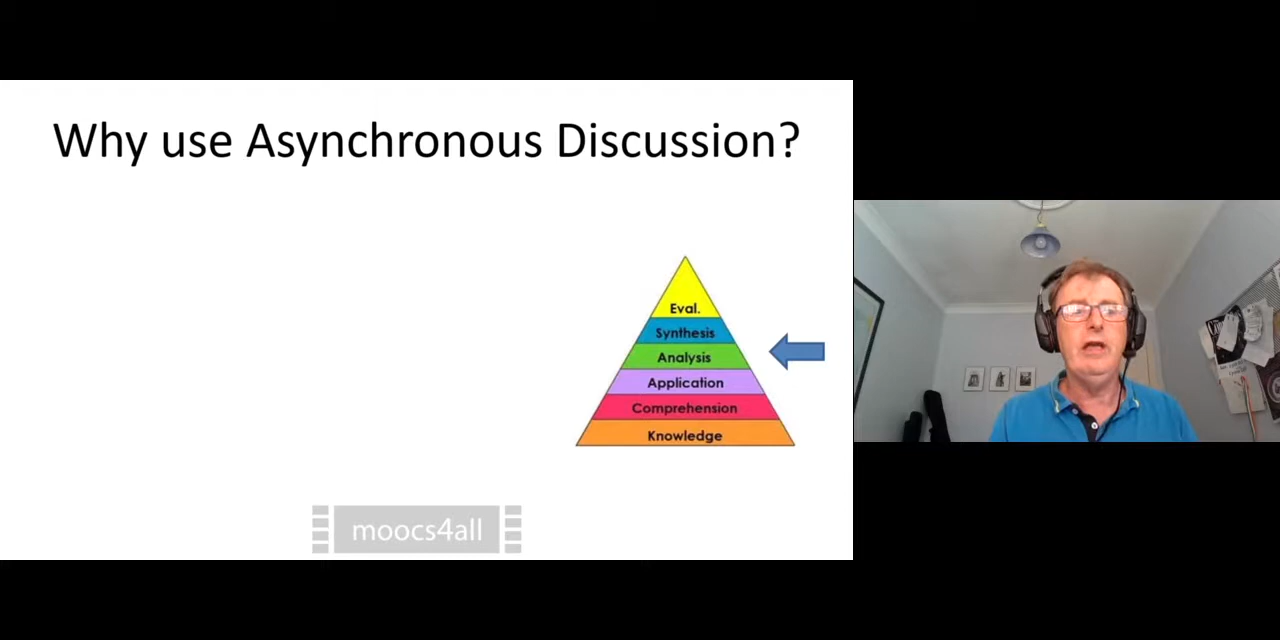 Why use Asynchronous Discussion?
Eval.
Synthesis
Analysis
Application
Comprehension
Knowledge
moocs4all